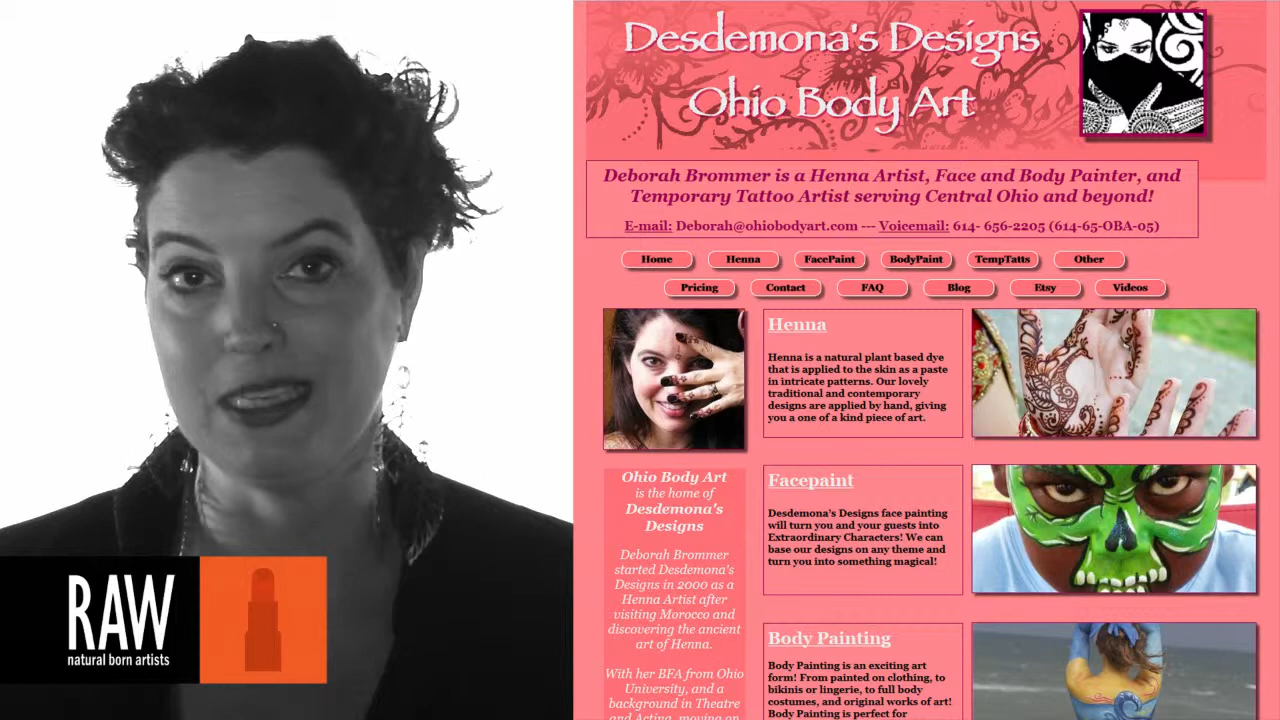 RAW
natural born artists
Desdemona's Designs
Ohio Body Art
Deborah Brommer is a Henna Artist, Face and Body Painter, and
Temporary Tattoo Artist serving Central Ohio and beyond!
E-mail: Deborah@ohiobodyart.com --- Voicemail: 614- 656-2205 (614-65-OBA-05)
Home Henna FacePaint BodyPaint TempTatts Other
Pricing Contact FAQ Blog Etsy Videos
Ohio Body Art
is the home of
Desdemona's
Designs
Deborah Brommer
started Desdemona's
Designs in 2000 as a
Henna Artist after
visiting Morocco and
discovering the ancient
art of Henna.
With her BFA from Ohio
University, and a
background in Theatre
and Acting, moving on
Henna
Henna is a natural plant based dye
that is applied to the skin as a paste
in intricate patterns. Our lovely
traditional and contemporary
designs are applied by hand, giving
you a one of a kind piece of art.
Facepaint
Desdemona's Designs face painting
will turn you and your guests into
Extraordinary Characters! We can
base our designs on any theme and
turn you into something magical!
Body Painting
Body Painting is an exciting art
form! From painted on clothing, to
bikinis or lingerie, to full body
costumes, and original works of art!
Body Painting is perfect for